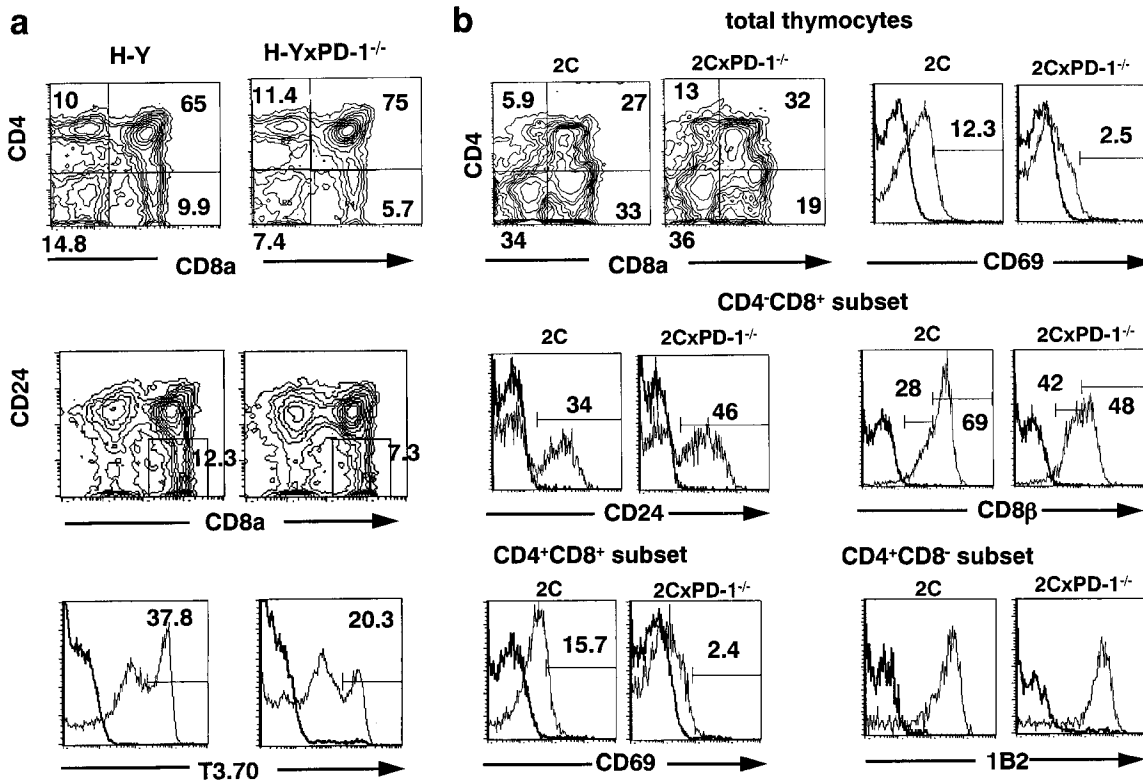 a
H-Y
H-YxPD-1-/-
CD4
10
65
9.9
14.8
11.4
75
5.7
7.4
CD8a
CD24
12.3
7.3
CD8a
37.8
20.3
T3.70
b
total thymocytes
2C
2CxPD-1-/-
2C
2CxPD-1-/-
CD4
5.9
27
33
34
13
32
19
36
CD8a
12.3
2.5
CD69
CD4-CD8+ subset
2C
2CxPD-1-/-
2C
2CxPD-1-/-
34
46
CD24
28
69
42
48
CD8β
CD4+CD8+ subset
2C
2CxPD-1-/-
15.7
2.4
CD69
CD4+CD8- subset
2C
2CxPD-1-/-
1B2